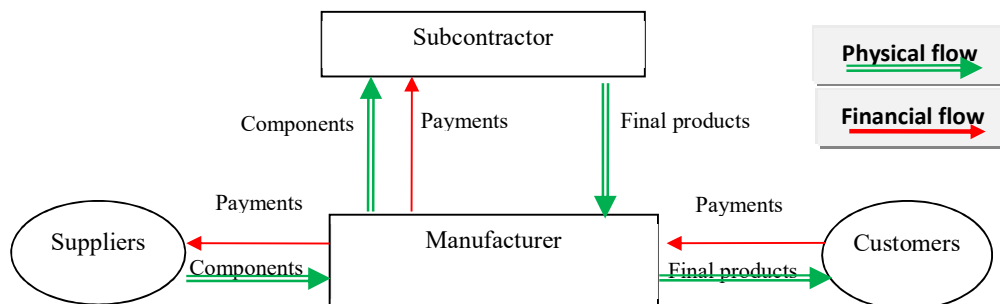 Subcontractor
Physical flow
Financial flow
Components
Payments
Final products
Payments
Payments
Suppliers
Manufacturer
Customers
Components
Final products